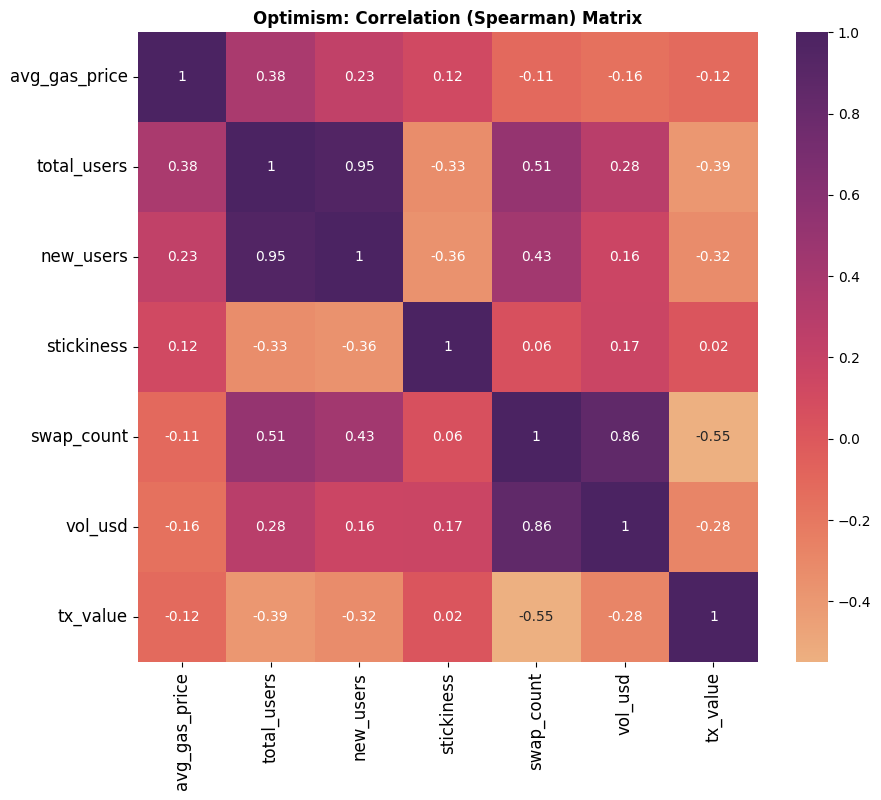 Optimism: Correlation (Spearman) Matrix
avg_gas_price 1 0.38 0.23 0.12 -0.11 -0.16 -0.12
total_users 0.38 1 0.95 -0.33 0.51 0.28 -0.39
new_users 0.23 0.95 1 -0.36 0.43 0.16 -0.32
stickiness 0.12 -0.33 -0.36 1 0.06 0.17 0.02
swap_count -0.11 0.51 0.43 0.06 1 0.86 -0.55
vol_usd -0.16 0.28 0.16 0.17 0.86 1 -0.28
tx_value -0.12 -0.39 -0.32 0.02 -0.55 -0.28 1
avg_gas_price
total_users
new_users
stickiness
swap_count
vol_usd
tx_value
1.0
0.8
0.6
0.4
0.2
0.0
−0.2
−0.4